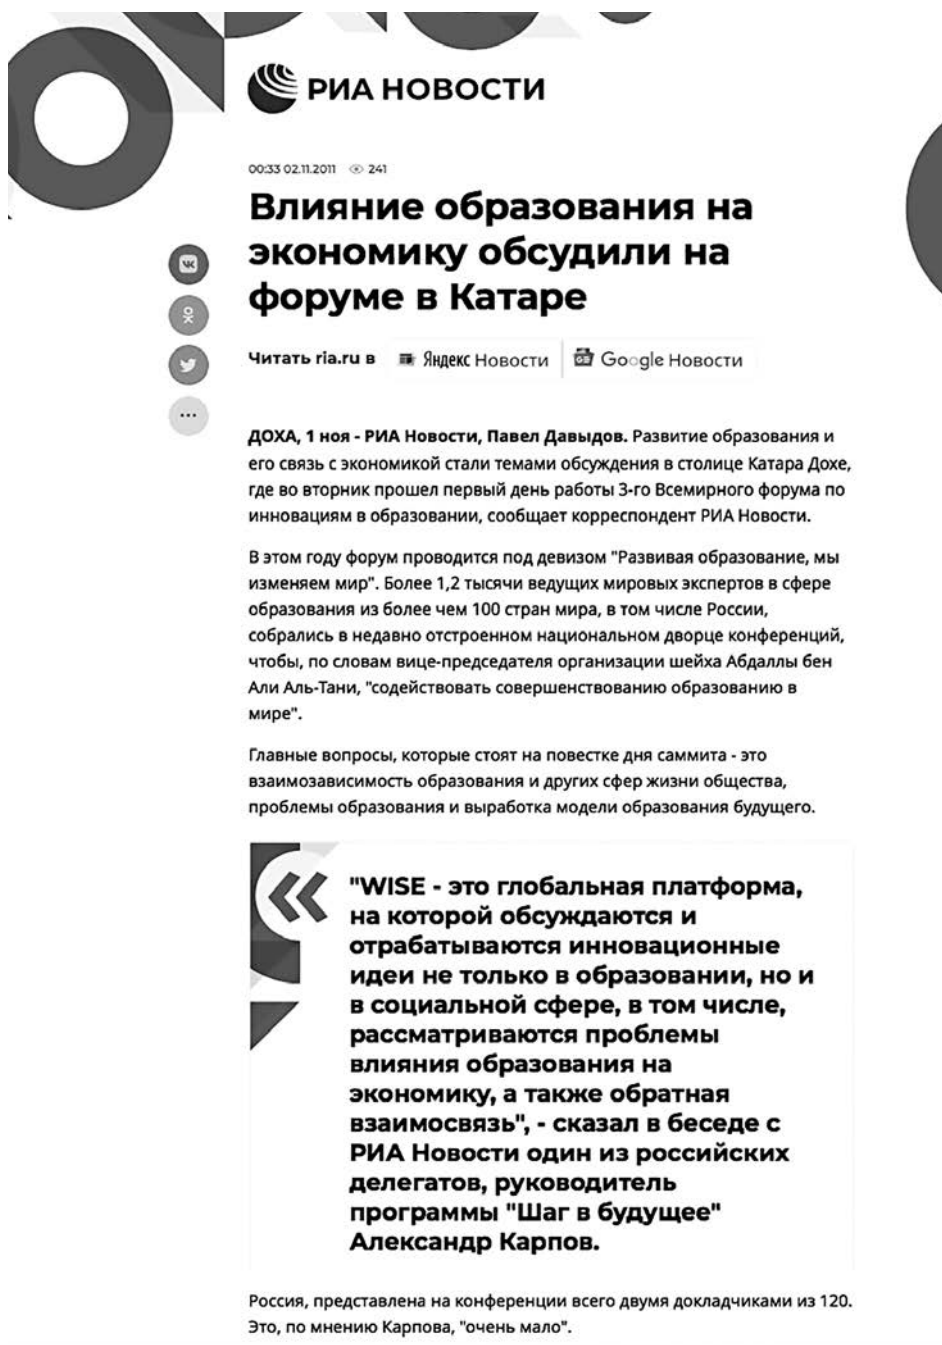 РИА НОВОСТИ
00:33 02.11.2011 241
Влияние образования на
экономику обсудили на
форуме в Катаре
Читать ria.ru в Яндекс Новости Google Новости
ДОХА, 1 ноя - РИА Новости, Павел Давыдов. Развитие образования и
его связь с экономикой стали темами обсуждения в столице Катара Дохе,
где во вторник прошел первый день работы 3-го Всемирного форума по
инновациям в образовании, сообщает корреспондент РИА Новости.
В этом году форум проводится под девизом "Развивая образование, мы
изменяем мир". Более 1,2 тысячи ведущих мировых экспертов в сфере
образования из более чем 100 стран мира, в том числе России,
собрались в недавно отстроенном национальном дворце конференций,
чтобы, по словам вице-председателя организации шейха Абдаллы бен
Али Аль-Тани, "содействовать совершенствованию образованию в
мире".
Главные вопросы, которые стоят на повестке дня саммита - это
взаимозависимость образования и других сфер жизни общества,
проблемы образования и выработка модели образования будущего.
"WISE - это глобальная платформа,
на которой обсуждаются и
отрабатываются инновационные
идеи не только в образовании, но и
в социальной сфере, в том числе,
рассматриваются проблемы
влияния образования на
экономику, а также обратная
взаимосвязь", - сказал в беседе с
РИА Новости один из российских
делегатов, руководитель
программы "Шаг в будущее"
Александр Карпов.
Россия, представлена на конференции всего двумя докладчиками из 120.
Это, по мнению Карпова, "очень мало".